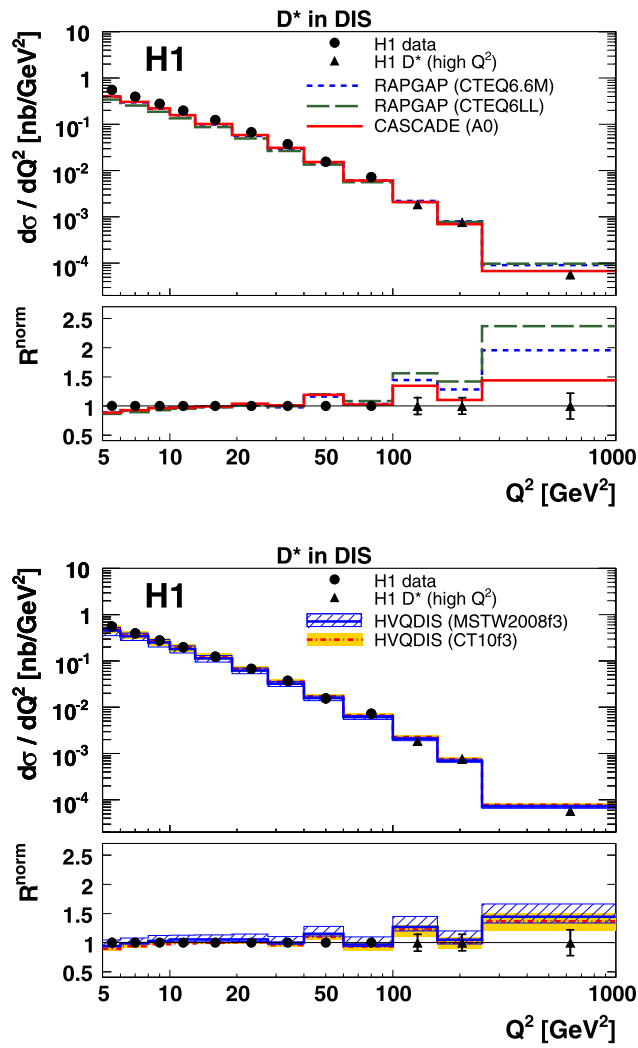 D* in DIS
H1
H1 data
H1 D* (high Q²)
RAPGAP (CTEQ6.6M)
RAPGAP (CTEQ6LL)
CASCADE (A0)
dσ / dQ² [nb/GeV²]
10
1
10⁻¹
10⁻²
10⁻³
10⁻⁴
Rⁿᵒʳᵐ
2.5
2
1.5
1
0.5
5 10 20 100 200 1000
Q² [GeV²]
D* in DIS
H1
H1 data
H1 D* (high Q²)
HVQDIS (MSTW2008f3)
HVQDIS (CT10f3)
dσ / dQ² [nb/GeV²]
10
1
10⁻¹
10⁻²
10⁻³
10⁻⁴
Rⁿᵒʳᵐ
2.5
2
1.5
1
0.5
5 10 20 50 100 200 1000
Q² [GeV²]